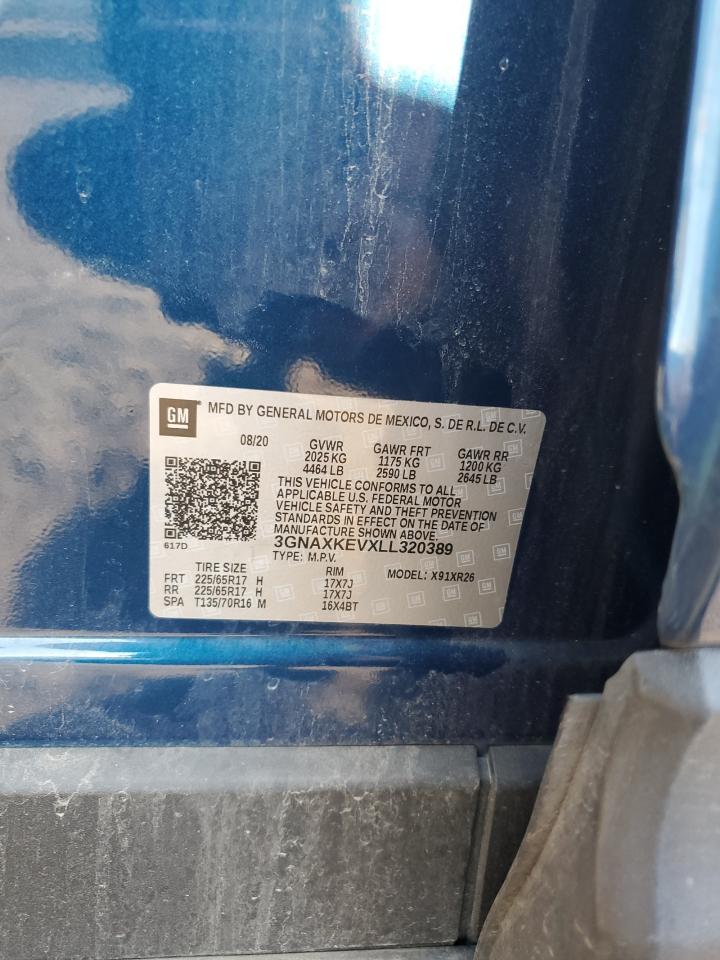 GM MFD BY GENERAL MOTORS DE MEXICO, S. DE R.L. DE C.V.
08/20 GVWR GAWR FRT GAWR RR
2025 KG 1175 KG 1200 KG
4464 LB 2590 LB 2645 LB
THIS VEHICLE CONFORMS TO ALL
APPLICABLE U.S. FEDERAL MOTOR
VEHICLE SAFETY AND THEFT PREVENTION
STANDARDS IN EFFECT ON THE DATE OF
MANUFACTURE SHOWN ABOVE.
617D 3GNAXKEVXLL320389
TYPE: M.P.V. MODEL: X91XR26
TIRE SIZE RIM
FRT 225/65R17 H 17X7J
RR 225/65R17 H 17X7J
SPA T135/70R16 M 16X4BT